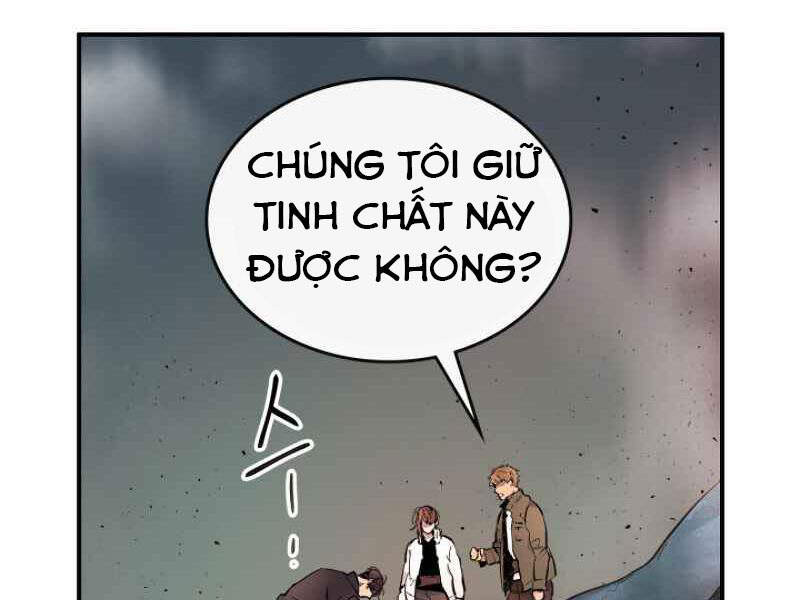 CHÚNG TÔI GIỮ
TINH CHẤT NÀY
ĐƯỢC KHÔNG?
스--..